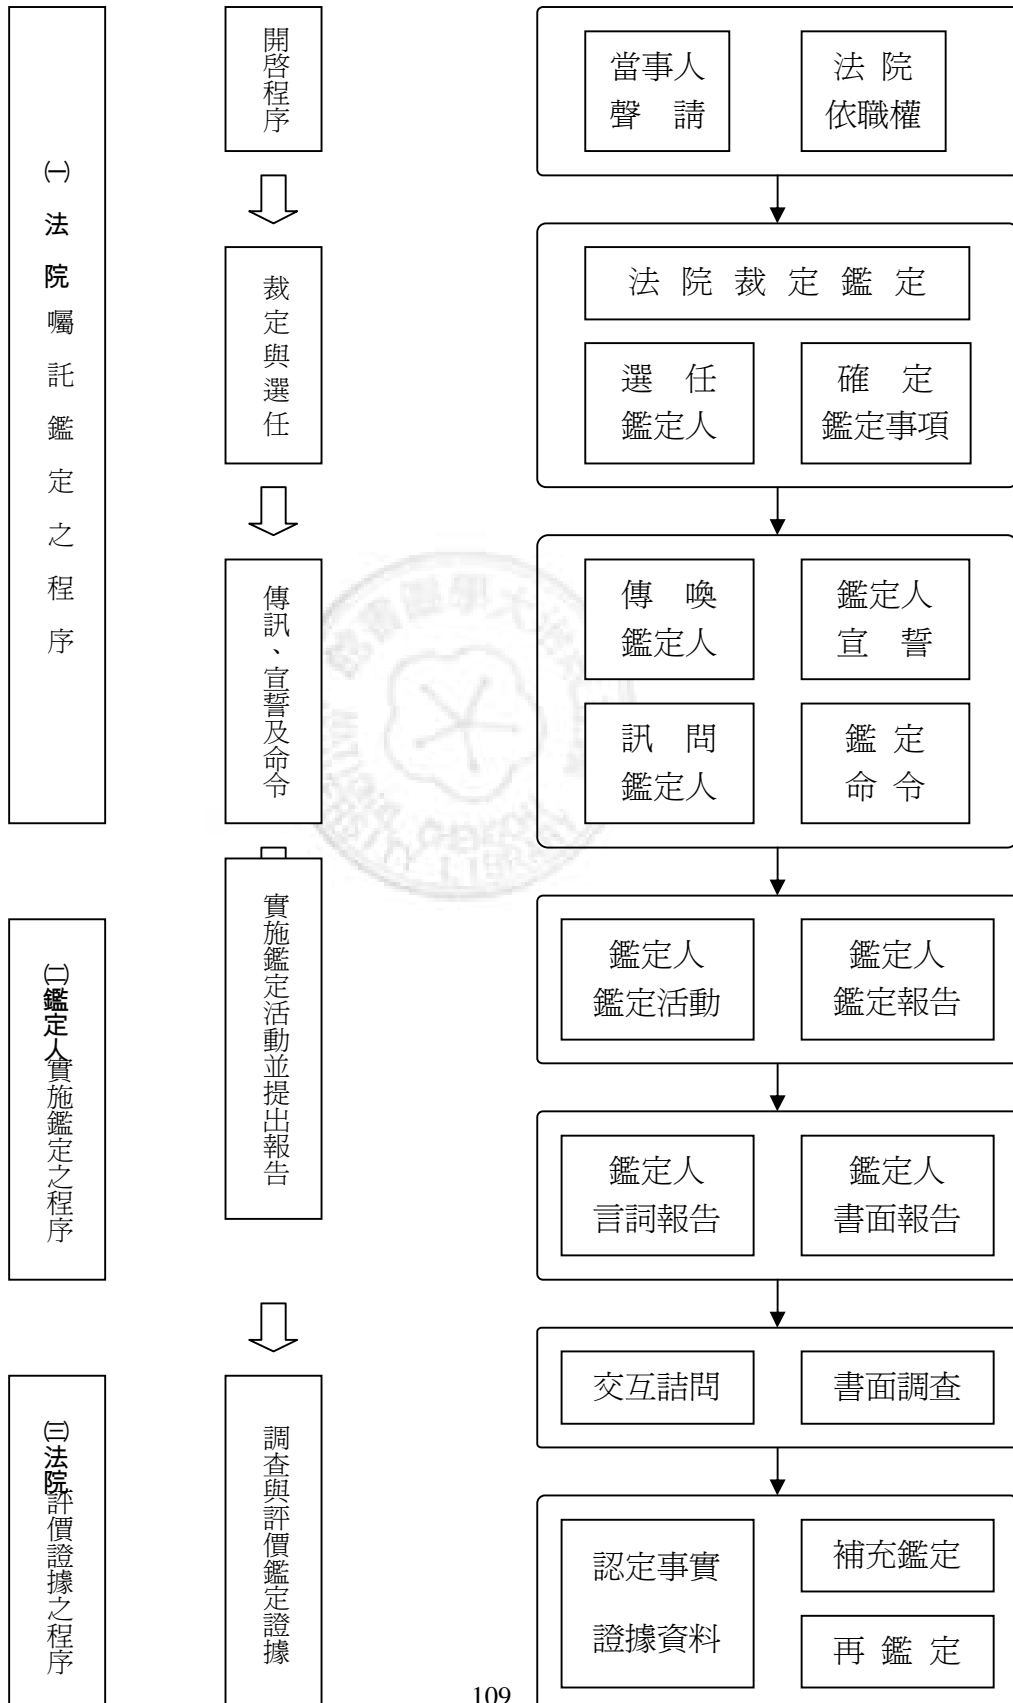 ㈠法院囑託鑑定之程序
開啓程序
當事人
聲請
法院
依職權
裁定與選任
法院裁定鑑定
選任
鑑定人
確定
鑑定事項
傳訊、宣誓及命令
傳喚
鑑定人
鑑定人
宣誓
訊問
鑑定人
鑑定
命令
㈡鑑定人實施鑑定之程序
實施鑑定活動並提出報告
鑑定人
鑑定活動
鑑定人
鑑定報告
鑑定人
言詞報告
鑑定人
書面報告
㈢法院評價證據之程序
調查與評價鑑定證據
交互詰問
書面調查
認定事實
證據資料
補充鑑定
再鑑定
109